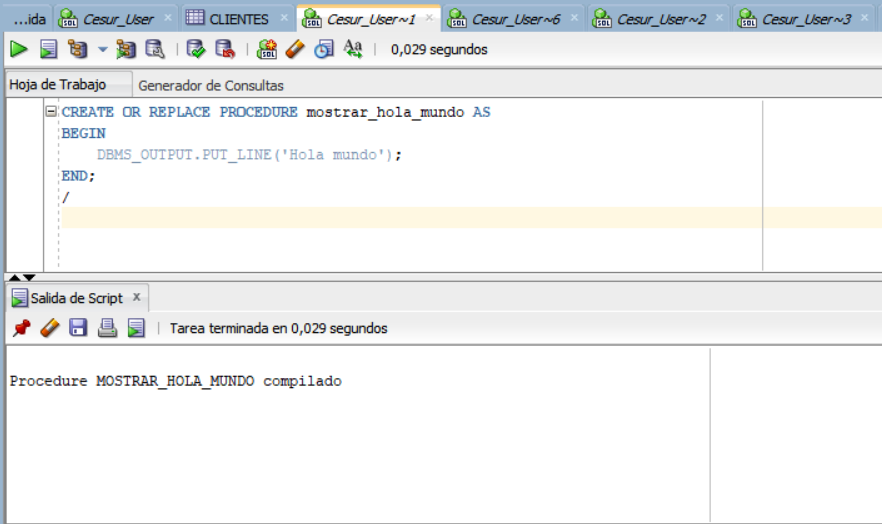 ...ida Cesur_User CLIENTES Cesur_User~1 Cesur_User~6 Cesur_User~2 Cesur_User~3
0,029 segundos
Hoja de Trabajo Generador de Consultas
CREATE OR REPLACE PROCEDURE mostrar_hola_mundo AS
BEGIN
    DBMS_OUTPUT.PUT_LINE('Hola mundo');
END;
/
Salida de Script x
Tarea terminada en 0,029 segundos
Procedure MOSTRAR_HOLA_MUNDO compilado